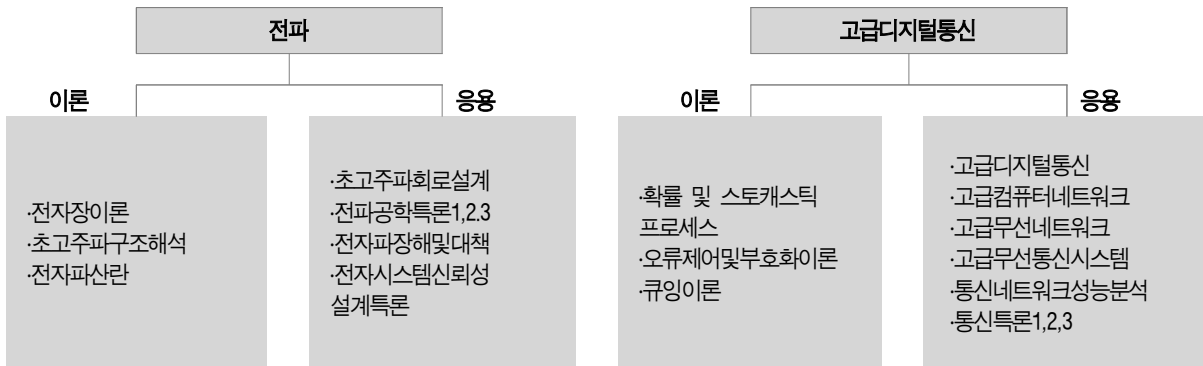 전파
이론
응용
·전자장이론
·초고주파구조해석
·전자파산란
·초고주파회로설계
·전파공학특론1,2.3
·전자파장해및대책
·전자시스템신뢰성
설계특론
고급디지털통신
이론
응용
·확률 및 스토캐스틱
프로세스
·오류제어및부호화이론
·큐잉이론
·고급디지털통신
·고급컴퓨터네트워크
·고급무선네트워크
·고급무선통신시스템
·통신네트워크성능분석
·통신특론1,2,3